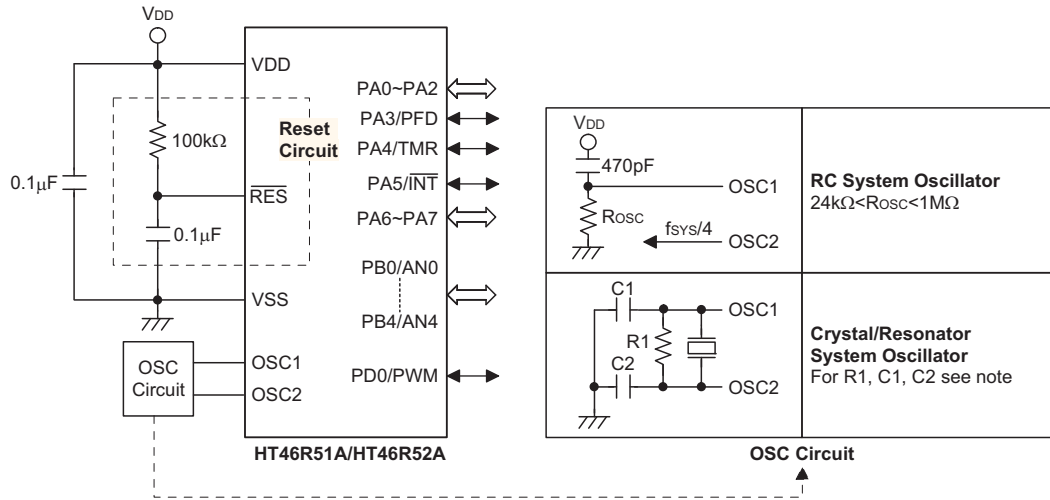 VDD
VDD
100kΩ
Reset
Circuit
0.1μF
RES
0.1μF
VSS
OSC
Circuit
OSC1
OSC2
PA0~PA2
PA3/PFD
PA4/TMR
PA5/INT
PA6~PA7
PB0/AN0
PB4/AN4
PD0/PWM
HT46R51A/HT46R52A
VDD
470pF
OSC1
ROSC
fSYS/4
OSC2
RC System Oscillator
24kΩ<ROSC<1MΩ
C1
OSC1
R1
C2
OSC2
Crystal/Resonator
System Oscillator
For R1, C1, C2 see note
OSC Circuit